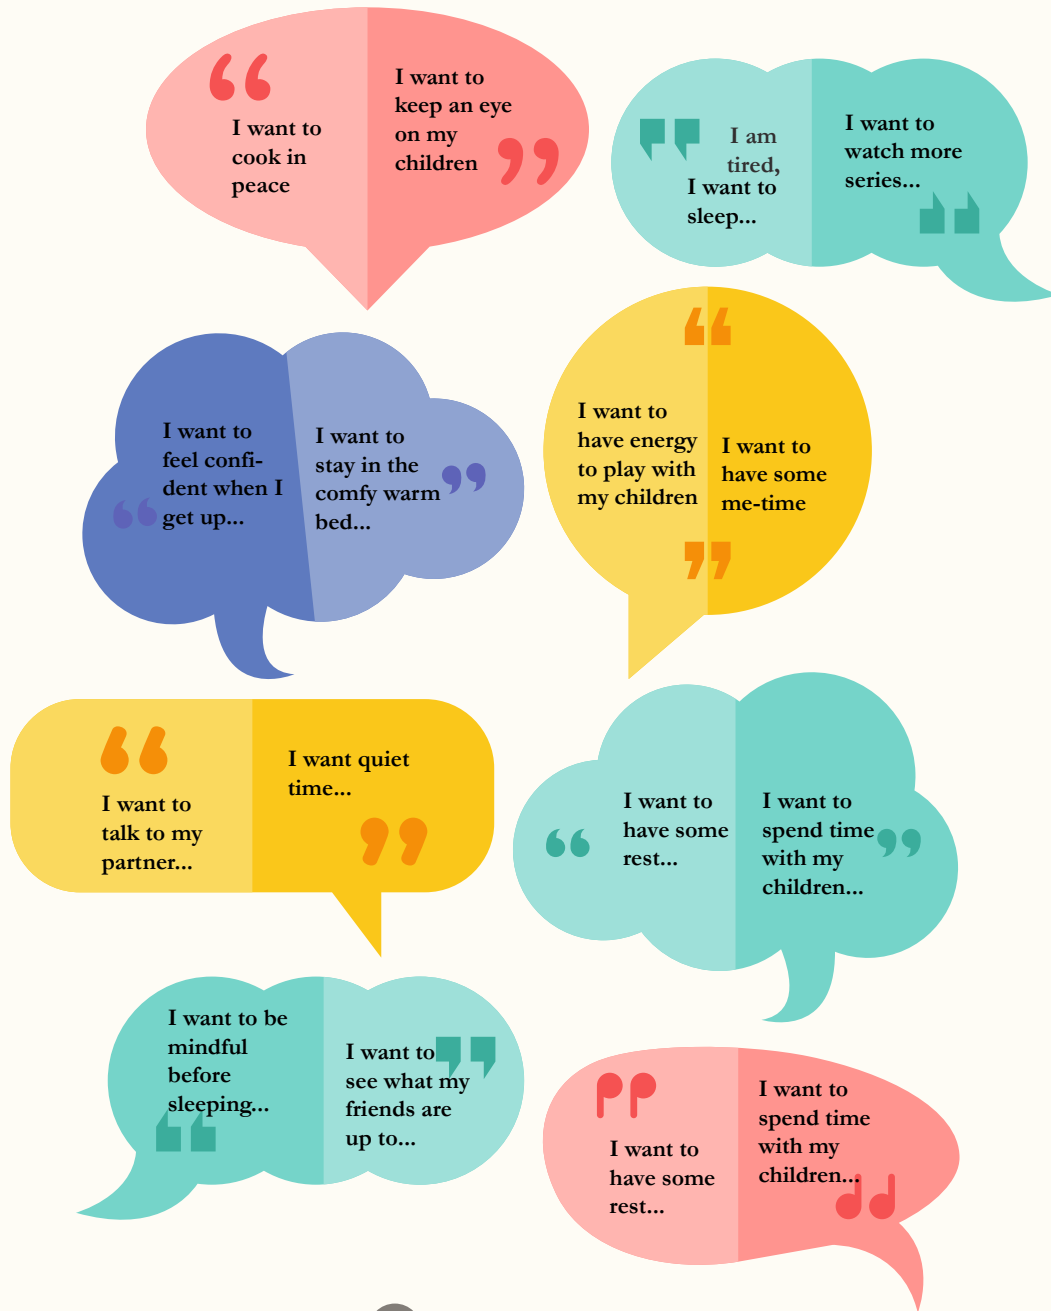 I want to
cook in
peace
I want to
keep an eye
on my
children
I am
tired,
I want to
sleep...
I want to
watch more
series...
I want to
feel confi-
dent when I
get up...
I want to
stay in the
comfy warm
bed...
I want to
have energy
to play with
my children
I want to
have some
me-time
I want to
talk to my
partner...
I want quiet
time...
I want to
have some
rest...
I want to
spend time
with my
children...
I want to be
mindful
before
sleeping...
I want to
see what my
friends are
up to...
I want to
have some
rest...
I want to
spend time
with my
children...